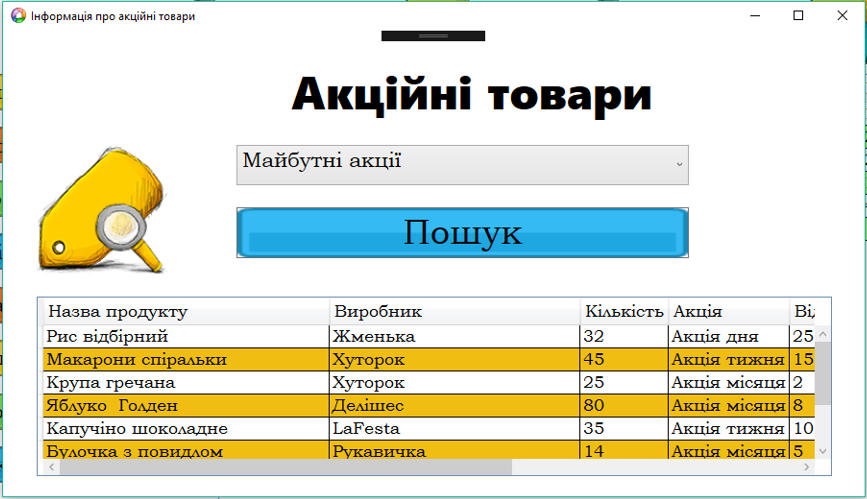 Інформація про акційні товари
Акційні товари
Майбутні акції
Пошук
Назва продукту Виробник Кількість Акція Від
Рис відбірний Жменька 32 Акція дня 25
Макарони спіральки Хуторок 45 Акція тижня 15
Крупа гречана Хуторок 25 Акція місяця 2
Яблуко Голден Делішес 80 Акція місяця 8
Капучіно шоколадне LaFesta 35 Акція тижня 10
Булочка з повидлом Рукавичка 14 Акція місяця 5